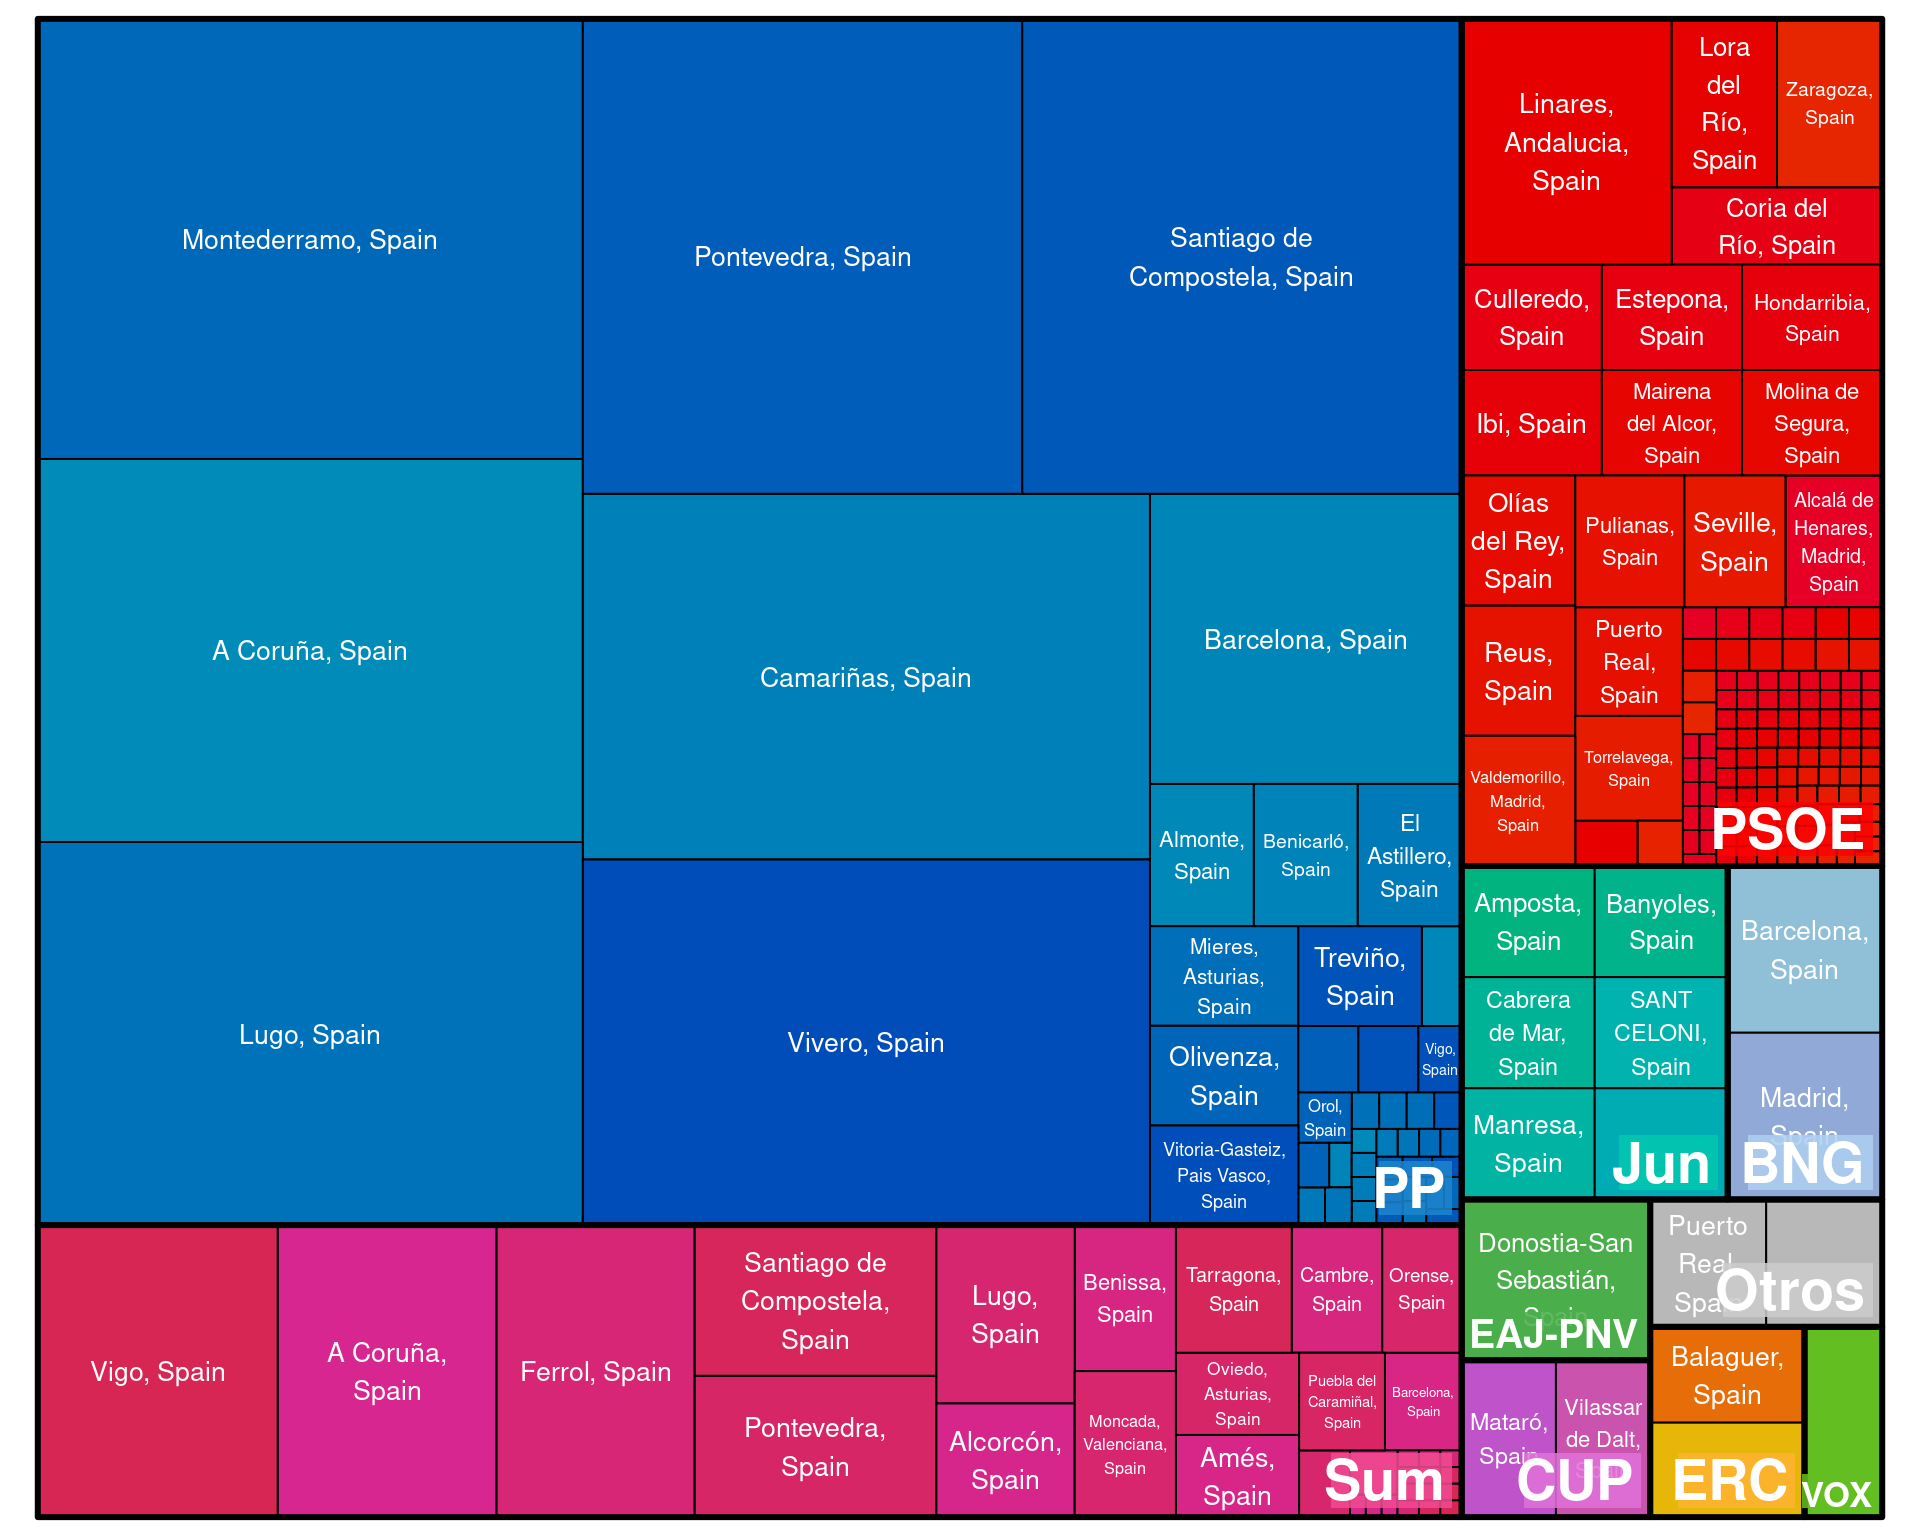 Montederramo, Spain
A Coruña, Spain
Lugo, Spain
Pontevedra, Spain
Santiago de
Compostela, Spain
Camariñas, Spain
Vivero, Spain
Barcelona, Spain
Almonte,
Spain
Benicarló,
Spain
El
Astillero,
Spain
Mieres,
Asturias,
Spain
Treviño,
Spain
Olivenza,
Spain
Vigo,
Spain
Orol,
Spain
Vitoria-Gasteiz,
Pais Vasco,
Spain
PP
Linares,
Andalucia,
Spain
Lora
del
Río,
Spain
Zaragoza,
Spain
Coria del
Río, Spain
Culleredo,
Spain
Estepona,
Spain
Hondarribia,
Spain
Ibi, Spain
Mairena
del Alcor,
Spain
Molina de
Segura,
Spain
Olías
del Rey,
Spain
Pulianas,
Spain
Seville,
Spain
Alcalá de
Henares,
Madrid,
Spain
Reus,
Spain
Puerto
Real,
Spain
Valdemorillo,
Madrid,
Spain
Torrelavega,
Spain
PSOE
Amposta,
Spain
Banyoles,
Spain
Cabrera
de Mar,
Spain
SANT
CELONI,
Spain
Manresa,
Spain
Jun
Barcelona,
Spain
Madrid,
Spain
BNG
Donostia-San
Sebastián,
Spain
EAJ-PNV
Puerto
Real,
Spain
Otros
Balaguer,
Spain
ERC
VOX
Mataró,
Spain
Vilassar
de Dalt,
Spain
CUP
Vigo, Spain
A Coruña,
Spain
Ferrol, Spain
Santiago de
Compostela,
Spain
Pontevedra,
Spain
Lugo,
Spain
Alcorcón,
Spain
Benissa,
Spain
Moncada,
Valenciana,
Spain
Tarragona,
Spain
Cambre,
Spain
Orense,
Spain
Oviedo,
Asturias,
Spain
Puebla del
Caramiñal,
Spain
Barcelona,
Spain
Amés,
Spain
Sum